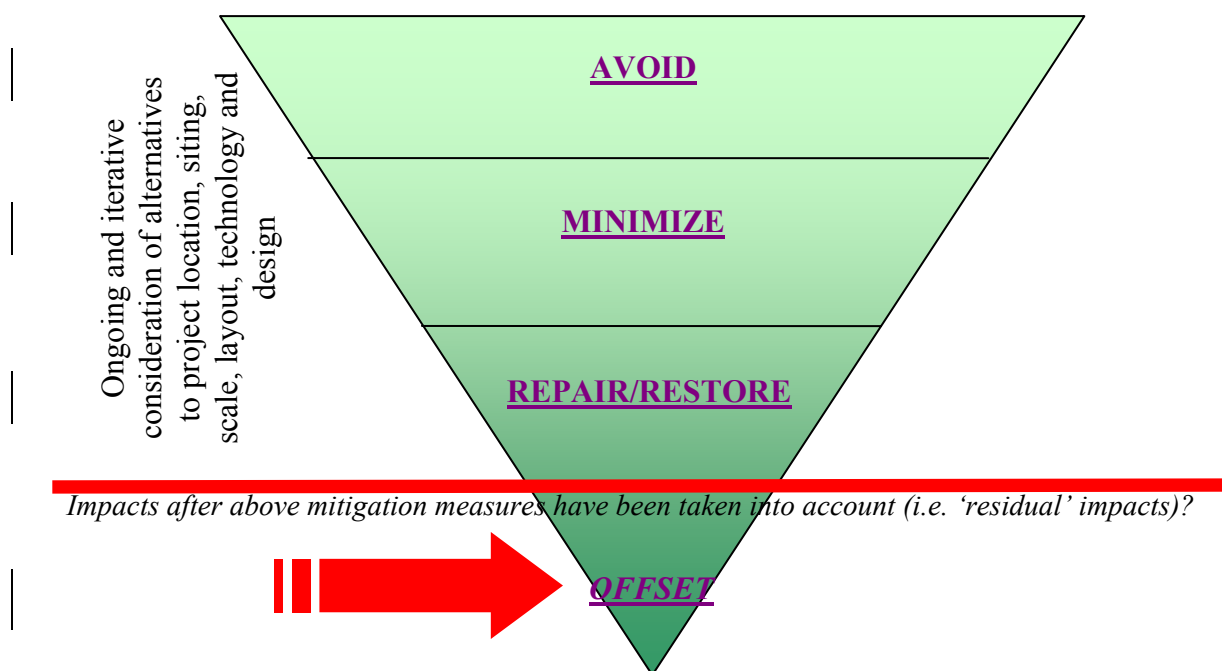 AVOID
Ongoing and iterative
consideration of alternatives
to project location, siting,
scale, layout, technology and
design
MINIMIZE
REPAIR/RESTORE
Impacts after above mitigation measures have been taken into account (i.e. ‘residual’ impacts)?
OFFSET